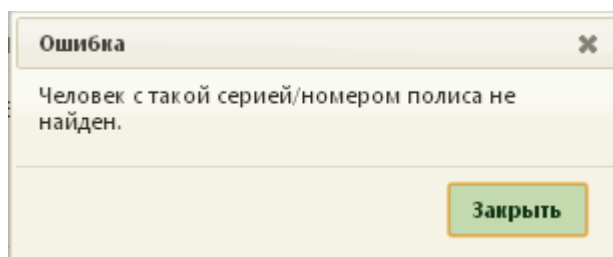 Ошибка
Человек с такой серией/номером полиса не
найден.
Закрыть